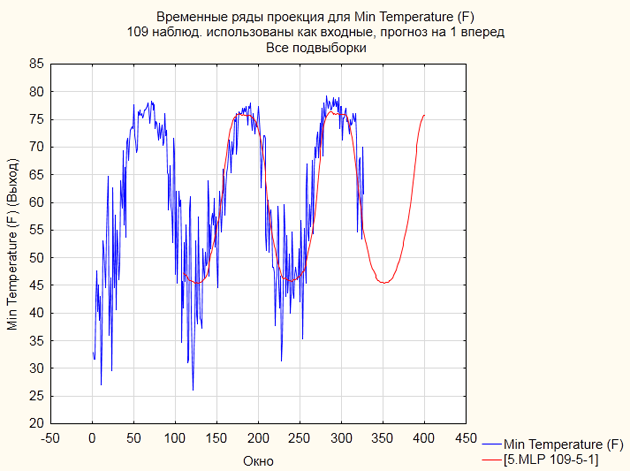 Временные ряды проекция для Min Temperature (F)
109 наблюд. использованы как входные, прогноз на 1 вперед
Все подвыборки
85
80
75
70
65
60
55
50
45
40
35
30
25
20
Min Temperature (F) (Выход)
-50 0 50 100 150 200 250 300 350 400 450
Окно
Min Temperature (F)
[5.MLP 109-5-1]